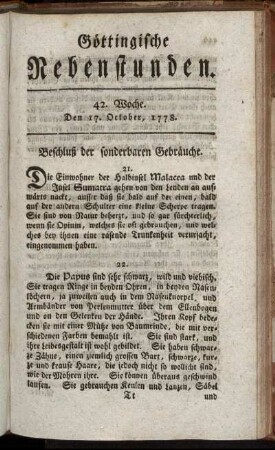 Göttingische
Nebenstunden.
42. Woche.
Den 17. October, 1778.
Beschluß der sonderbaren Gebräuche.
21.
Die Einwohner der Halbinsel Malacca und der
Insel Sumatra gehen von den Lenden an auf-
wärts nackt, ausser daß sie bald auf der einen, bald
auf der andern Schulter eine kleine Scherpe tragen.
Sie sind von Natur beherzt, und so gar fürchterlich,
wenn sie Opium, welches sie oft gebrauchen, und wel-
ches bey ihnen eine rasende Trunkenheit verursacht,
eingenommen haben.
22.
Die Papus sind sehr schwarz, wild und viehisch.
Sie tragen Ringe in beyden Ohren, in beyden Nasen-
löchern, ja zuweilen auch in dem Nasenknorpel, und
Armbänder von Perlenmutter über dem Ellenbogen
und an den Gelenken der Hände. Ihren Kopf bede-
cken sie mit einer Mütze von Baumrinde, die mit ver-
schiedenen Farben bemahlt ist. Sie sind stark, und
ihre Leibesgestalt ist wohl gebildet. Sie haben schwar-
ze Zähne, einen ziemlich grossen Bart, schwarze, kur-
ze und krause Haare, die jedoch nicht so wollicht sind,
wie der Mohren ihre. Sie können überaus geschwind
laufen. Sie gebrauchen Keulen und Lanzen, Säbel
Tt und